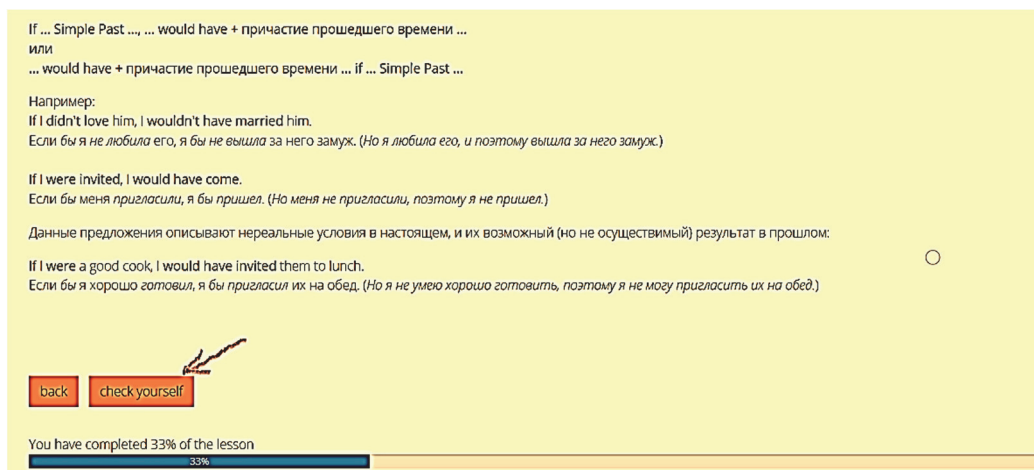 If ... Simple Past ..., ... would have + причастие прошедшего времени ...
или
... would have + причастие прошедшего времени ... if ... Simple Past ...
Например:
If I didn't love him, I wouldn't have married him.
Если бы я не любила его, я бы не вышла за него замуж. (Но я любила его, и поэтому вышла за него замуж.)
If I were invited, I would have come.
Если бы меня пригласили, я бы пришел. (Но меня не пригласили, поэтому я не пришел.)
Данные предложения описывают нереальные условия в настоящем, и их возможный (но не осуществимый) результат в прошлом:
If I were a good cook, I would have invited them to lunch.
Если бы я хорошо готовил, я бы пригласил их на обед. (Но я не умею хорошо готовить, поэтому я не могу пригласить их на обед.)
back check yourself
You have completed 33% of the lesson
33%